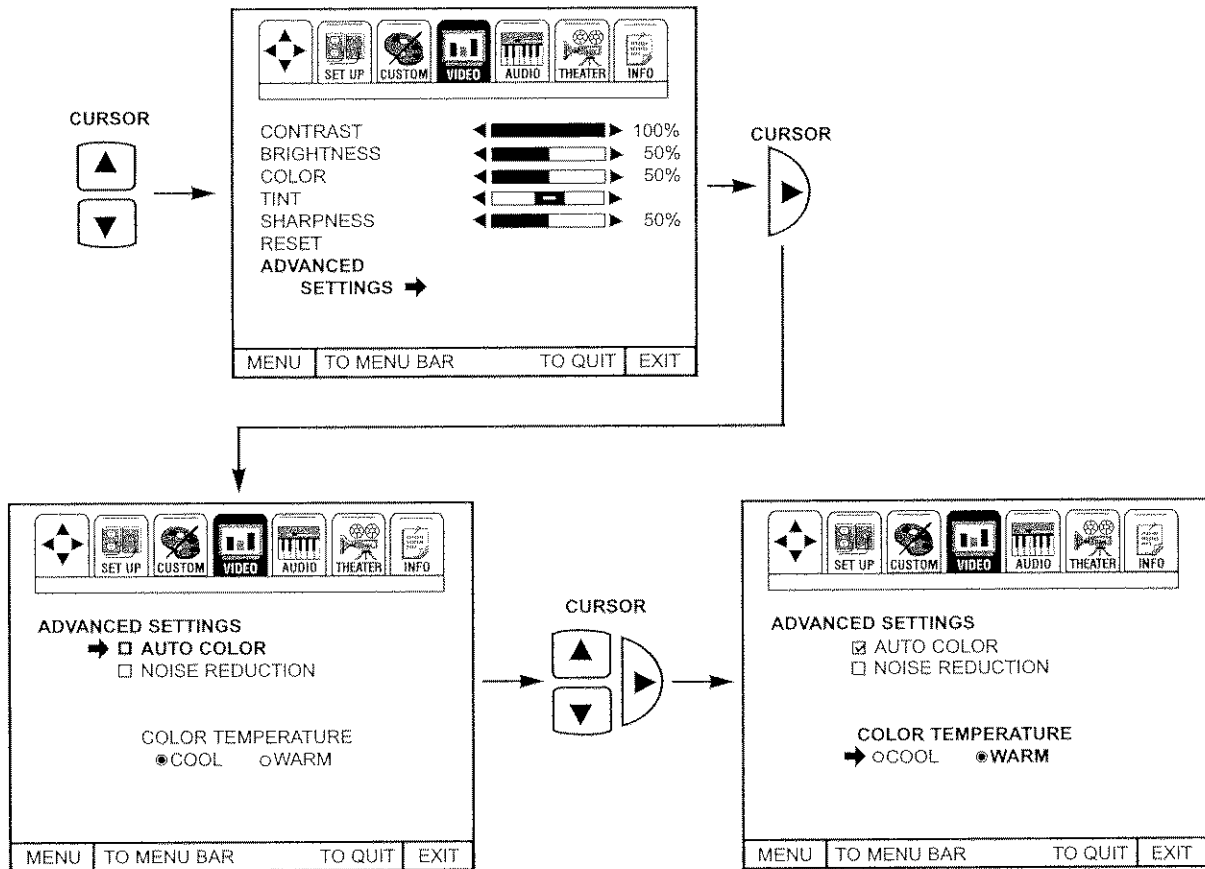 SET UP CUSTOM VIDEO AUDIO THEATER INFO
CURSOR
CONTRAST 100%
BRIGHTNESS 50%
COLOR 50%
TINT
SHARPNESS 50%
RESET
ADVANCED
SETTINGS
MENU TO MENU BAR TO QUIT EXIT
CURSOR
SET UP CUSTOM VIDEO AUDIO THEATER INFO
ADVANCED SETTINGS
AUTO COLOR
NOISE REDUCTION
COLOR TEMPERATURE
COOL WARM
MENU TO MENU BAR TO QUIT EXIT
CURSOR
SET UP CUSTOM VIDEO AUDIO THEATER INFO
ADVANCED SETTINGS
AUTO COLOR
NOISE REDUCTION
COLOR TEMPERATURE
COOL WARM
MENU TO MENU BAR TO QUIT EXIT